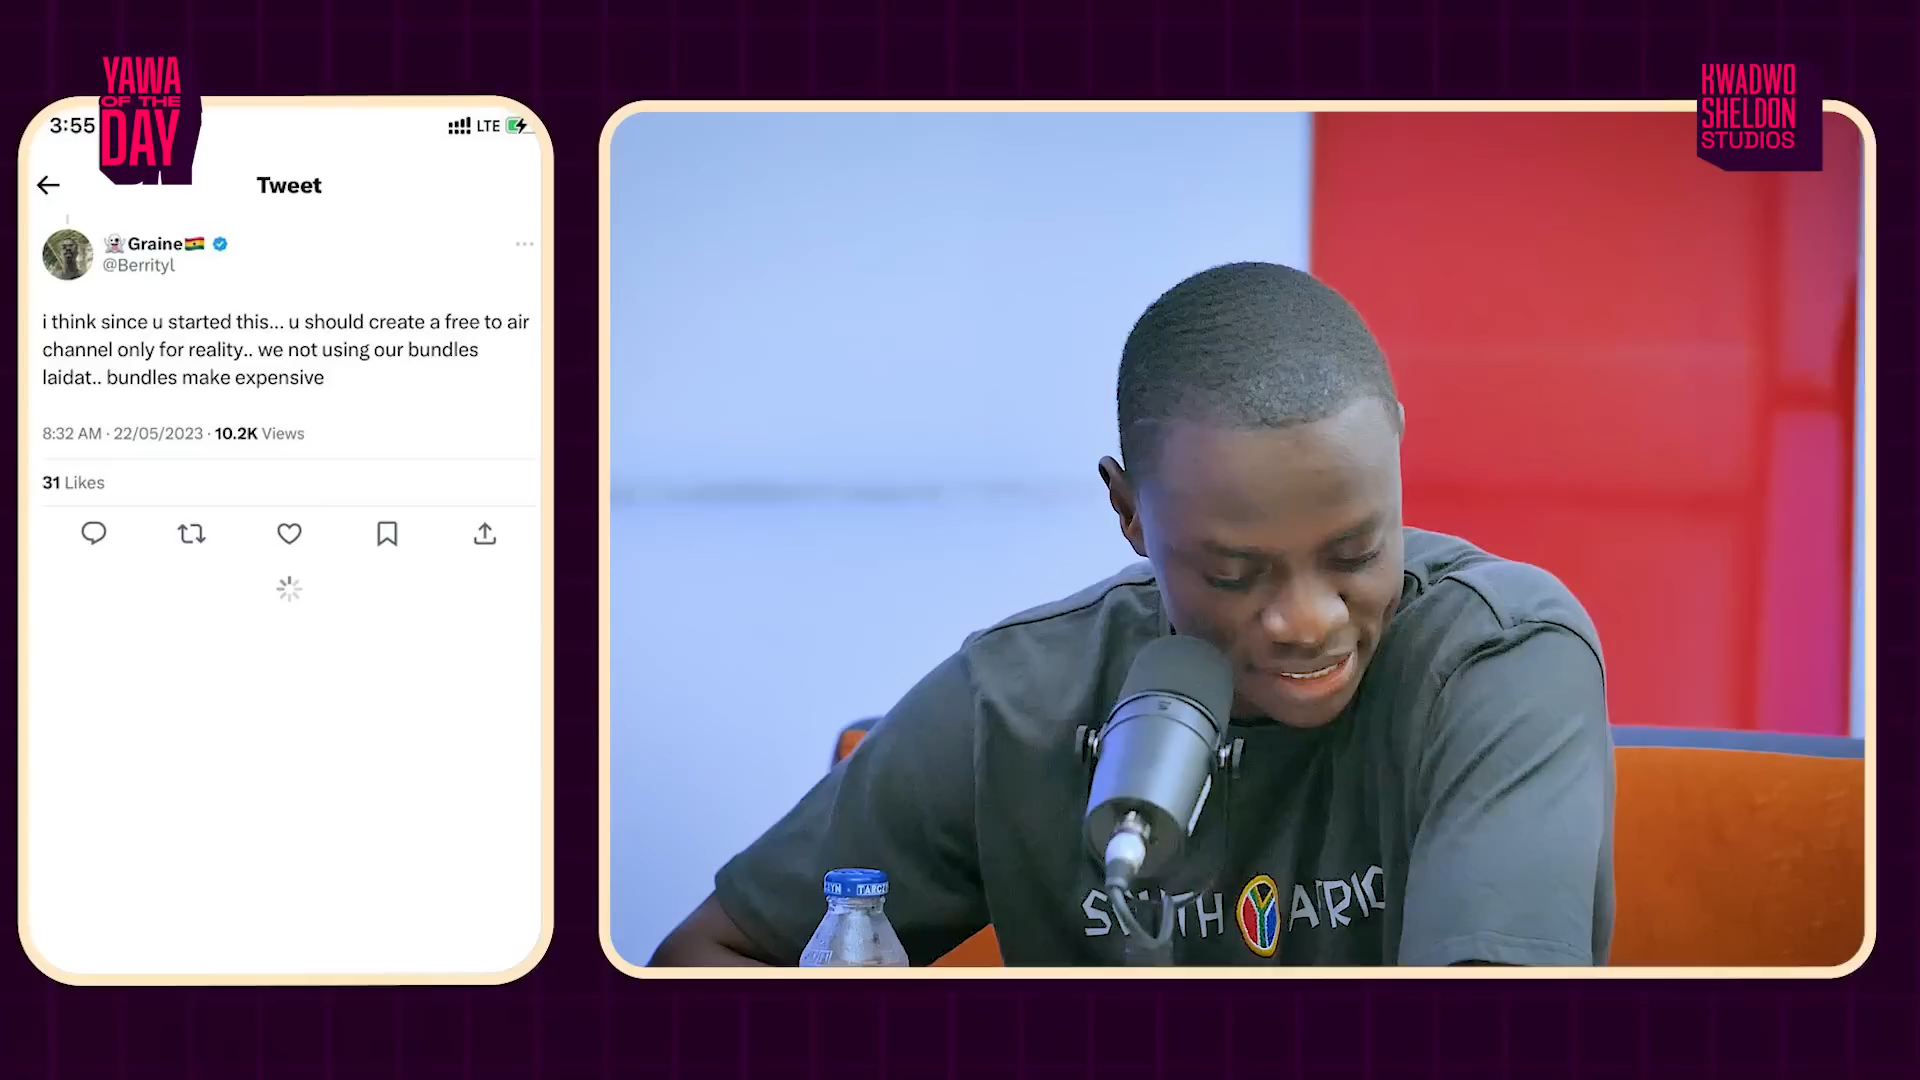 YAWA
OF THE
DAY
KWADWO
SHELDON
STUDIOS
3:55
LTE
Tweet
👻Graine🇬🇭
@Berrityl
i think since u started this... u should create a free to air
channel only for reality.. we not using our bundles
laidat.. bundles make expensive
8:32 AM · 22/05/2023 · 10.2K Views
31 Likes
TARCZYN